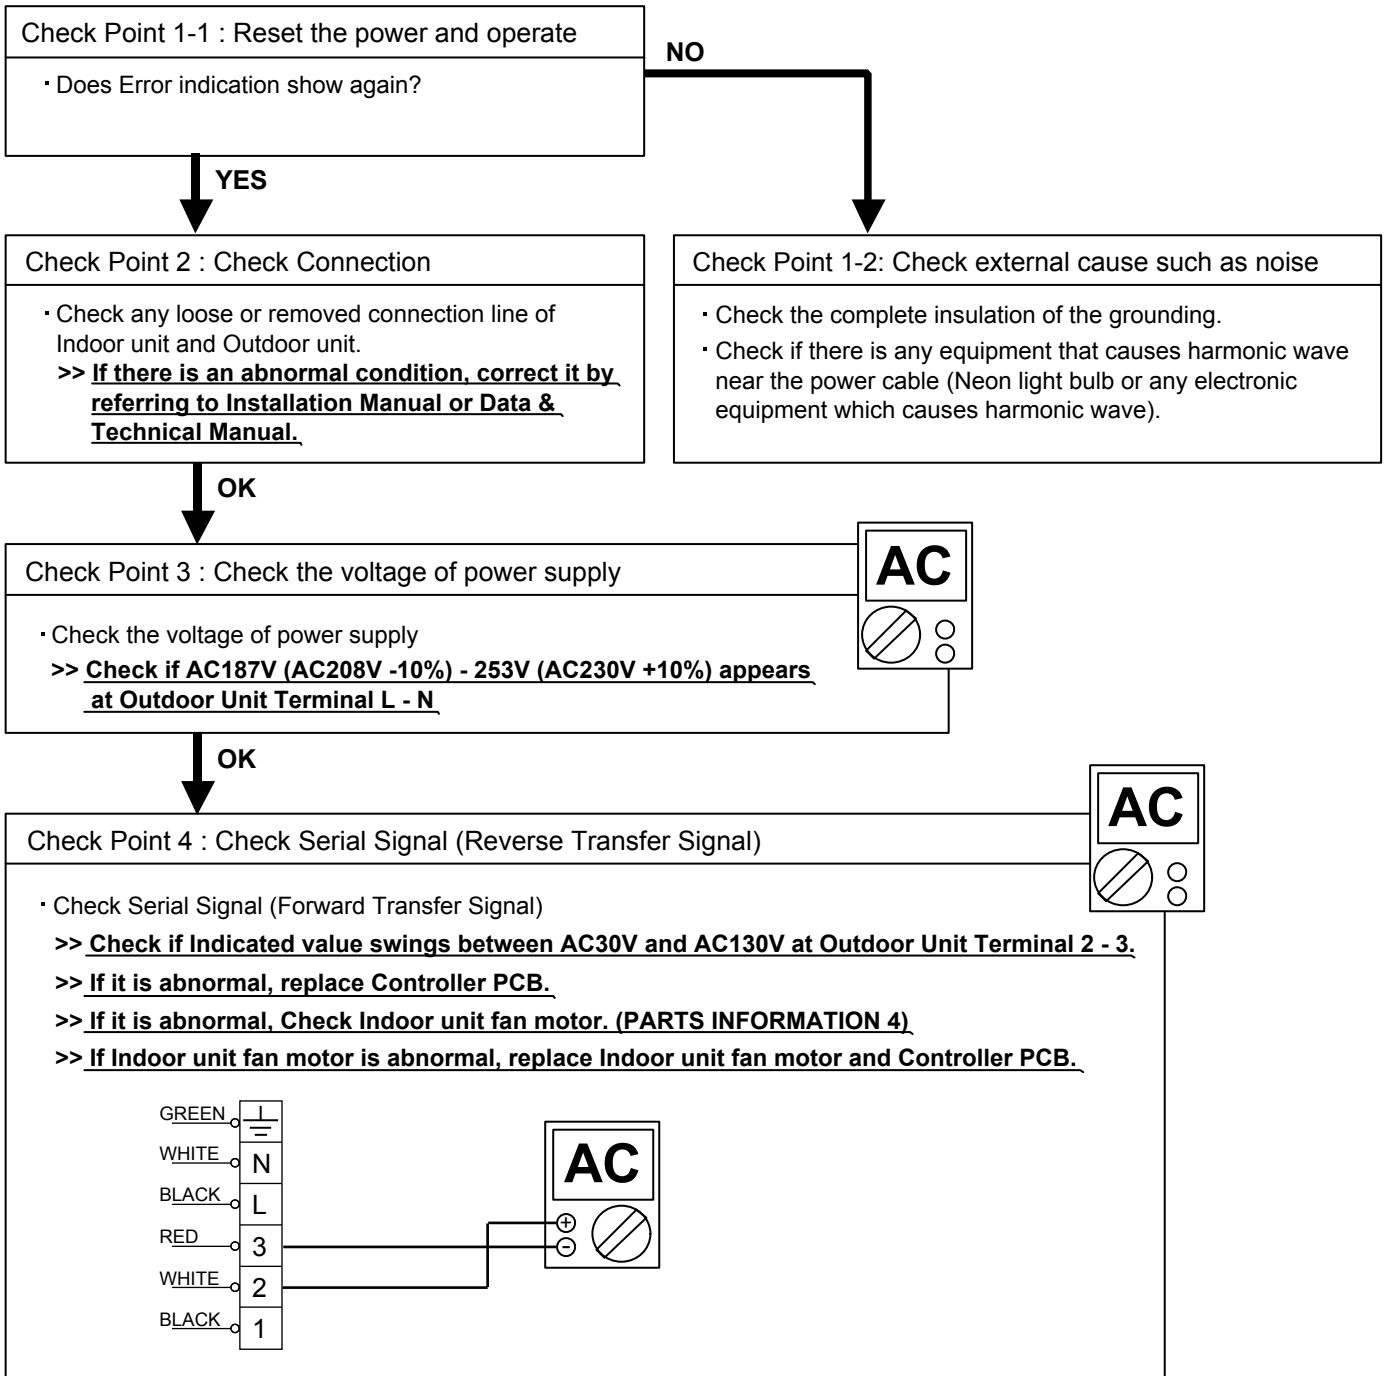 Check Point 1-1 : Reset the power and operate
NO
· Does Error indication show again?
YES
Check Point 2 : Check Connection
· Check any loose or removed connection line of
Indoor unit and Outdoor unit.
>> If there is an abnormal condition, correct it by
referring to Installation Manual or Data &
Technical Manual.
Check Point 1-2: Check external cause such as noise
· Check the complete insulation of the grounding.
· Check if there is any equipment that causes harmonic wave
near the power cable (Neon light bulb or any electronic
equipment which causes harmonic wave).
OK
Check Point 3 : Check the voltage of power supply
AC
· Check the voltage of power supply
>> Check if AC187V (AC208V -10%) - 253V (AC230V +10%) appears
at Outdoor Unit Terminal L - N
OK
Check Point 4 : Check Serial Signal (Reverse Transfer Signal)
AC
· Check Serial Signal (Forward Transfer Signal)
>> Check if Indicated value swings between AC30V and AC130V at Outdoor Unit Terminal 2 - 3.
>> If it is abnormal, replace Controller PCB.
>> If it is abnormal, Check Indoor unit fan motor. (PARTS INFORMATION 4)
>> If Indoor unit fan motor is abnormal, replace Indoor unit fan motor and Controller PCB.
GREEN
WHITE N
BLACK L
RED 3
WHITE 2
BLACK 1
AC
+
-